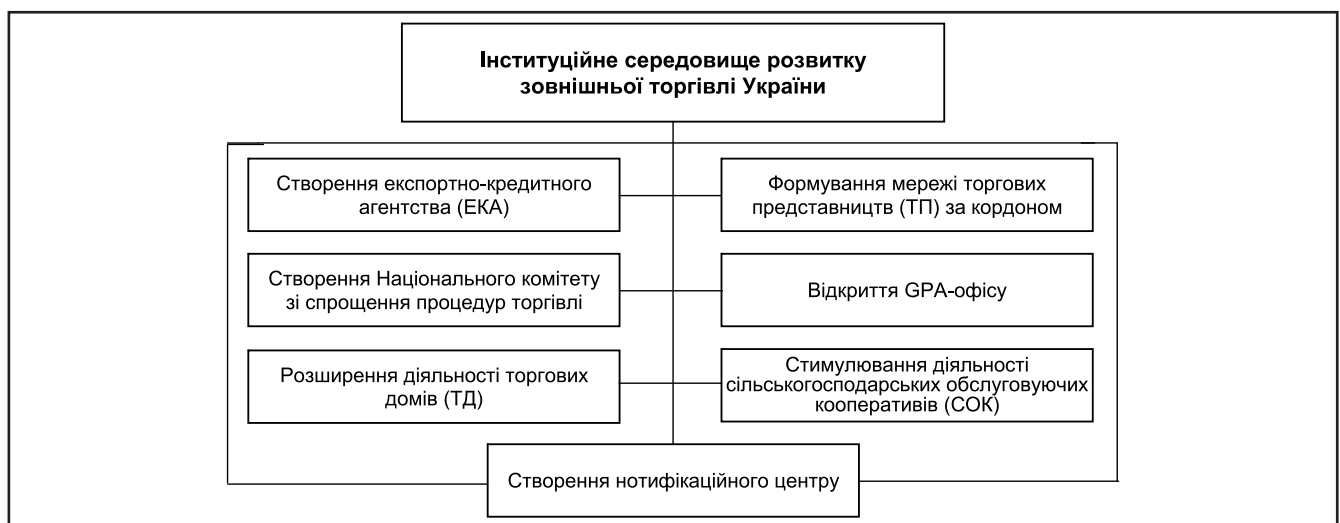 Інституційне середовище розвитку
зовнішньої торгівлі України
Створення експортно-кредитного
агентства (ЕКА)
Формування мережі торгових
представництв (ТП) за кордоном
Створення Національного комітету
зі спрощення процедур торгівлі
Відкриття GPA-офісу
Розширення діяльності торгових
домів (ТД)
Стимулювання діяльності
сільськогосподарських обслуговуючих
кооперативів (СОК)
Створення нотифікаційного центру